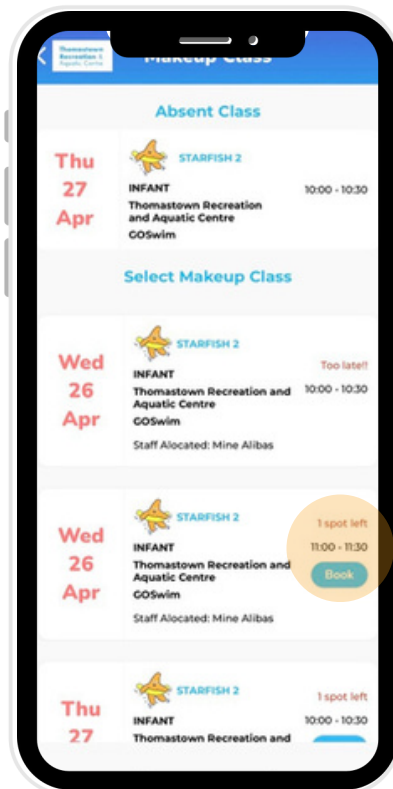 Thomastown
Recreation &
Aquatic Centre
Makeup Class
Absent Class
Thu
27
Apr
STARFISH 2
INFANT
10:00 - 10:30
Thomastown Recreation
and Aquatic Centre
GOSwim
Select Makeup Class
Wed
26
Apr
STARFISH 2
Too late!!
INFANT
10:00 - 10:30
Thomastown Recreation and
Aquatic Centre
GOSwim
Staff Alocated: Mine Alibas
Wed
26
Apr
STARFISH 2
1 spot left
INFANT
11:00 - 11:30
Thomastown Recreation and
Aquatic Centre
Book
GOSwim
Staff Alocated: Mine Alibas
Thu
27
STARFISH 2
1 spot left
INFANT
10:00 - 10:30
Thomastown Recreation and